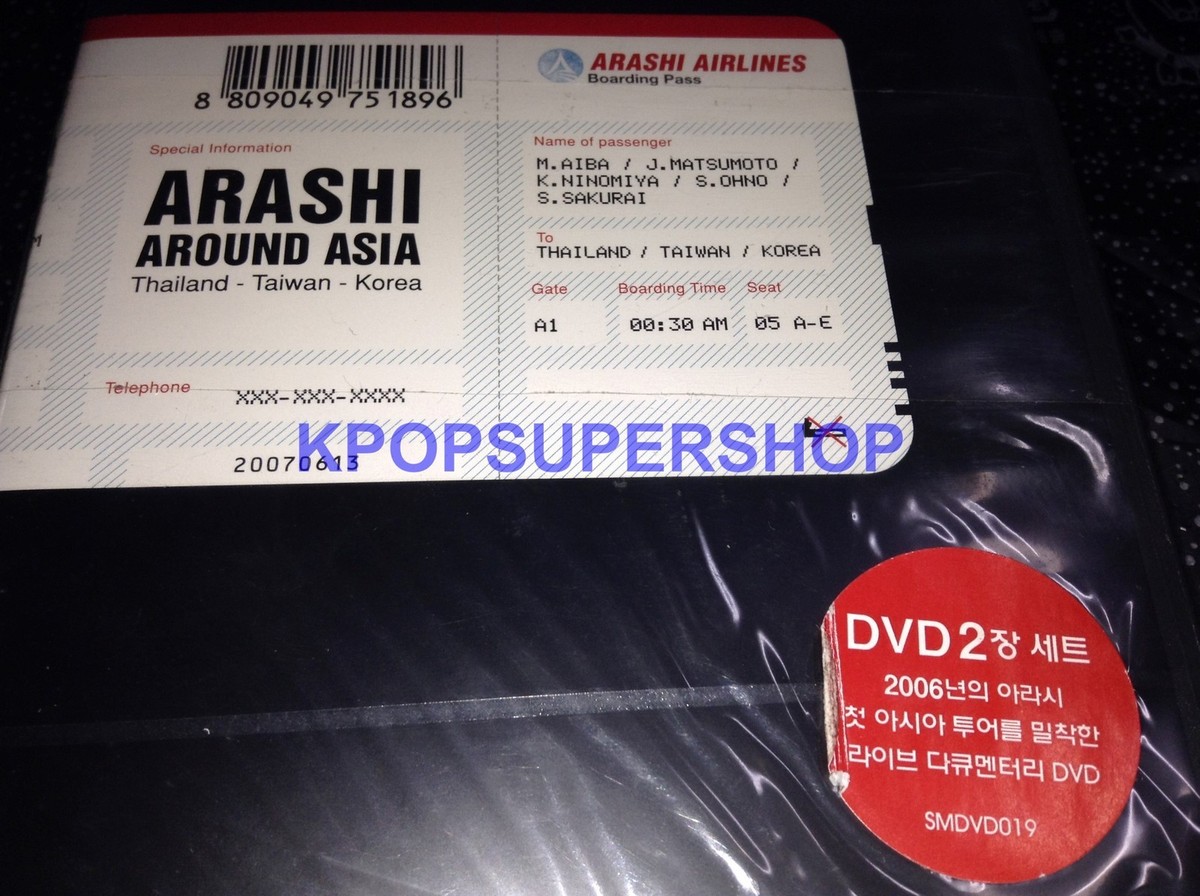 8 809049 751896
ARASHI AIRLINES
Boarding Pass
Special Information
ARASHI
AROUND ASIA
Thailand - Taiwan - Korea
Name of passenger
M.AIBA / J.MATSUMOTO /
K.NINOMIYA / S.OHNO /
S.SAKURAI
To
THAILAND / TAIWAN / KOREA
Gate Boarding Time Seat
A1 00:30 AM 05 A-E
Telephone XXX-XXX-XXXX
20070613
M
KPOPSUPERSHOP
DVD 2장 세트
2006년의 아라시
첫 아시아 투어를 밀착한
라이브 다큐멘터리 DVD
SMDVD019